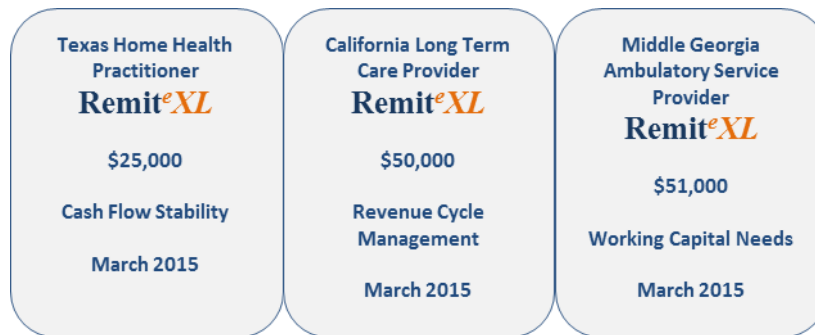 Texas Home Health
Practitioner
RemiteXL
$25,000
Cash Flow Stability
March 2015
California Long Term
Care Provider
RemiteXL
$50,000
Revenue Cycle
Management
March 2015
Middle Georgia
Ambulatory Service
Provider
RemiteXL
$51,000
Working Capital Needs
March 2015